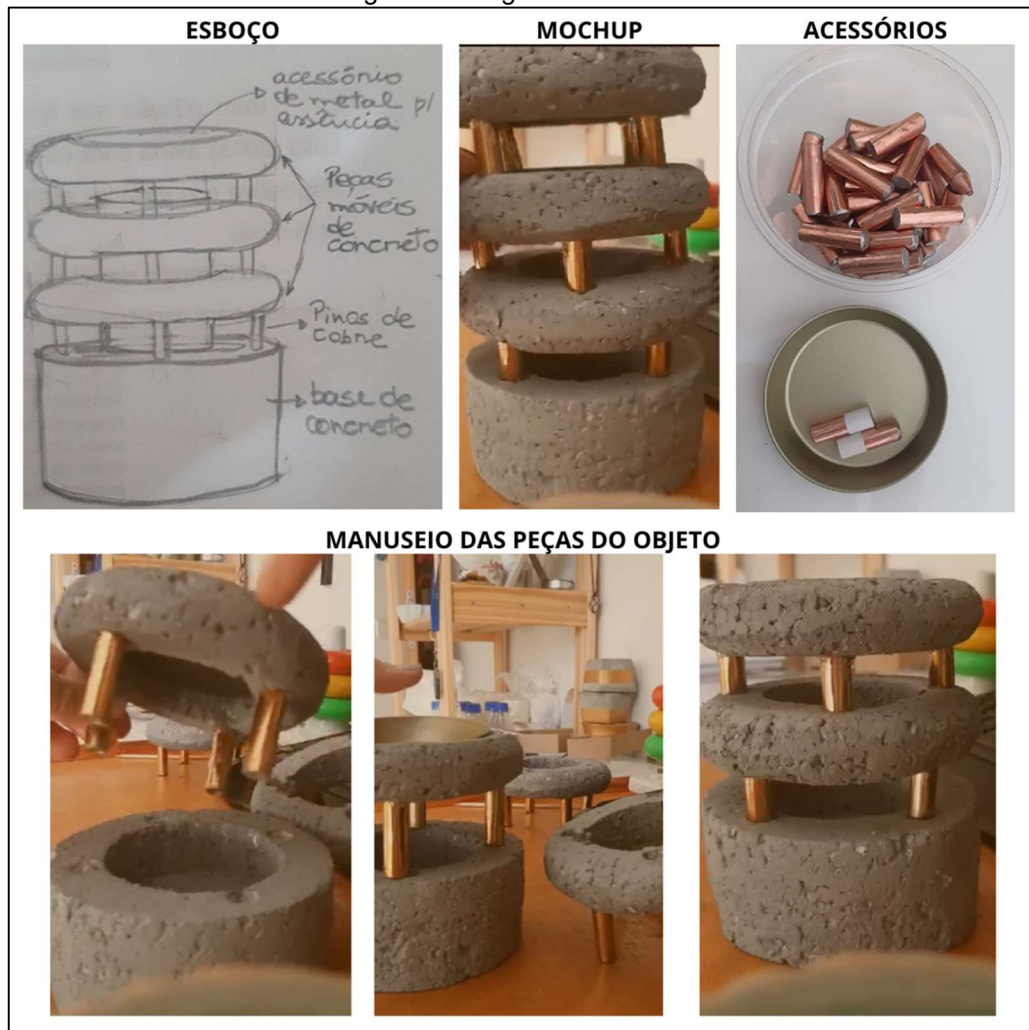 ESBOÇO
MOCHUP
ACESSÓRIOS
acessório
de metal p/
assência
Peças
móveis
de
concreto
Pinos de
cobre
base de
concreto
MANUSEIO DAS PEÇAS DO OBJETO